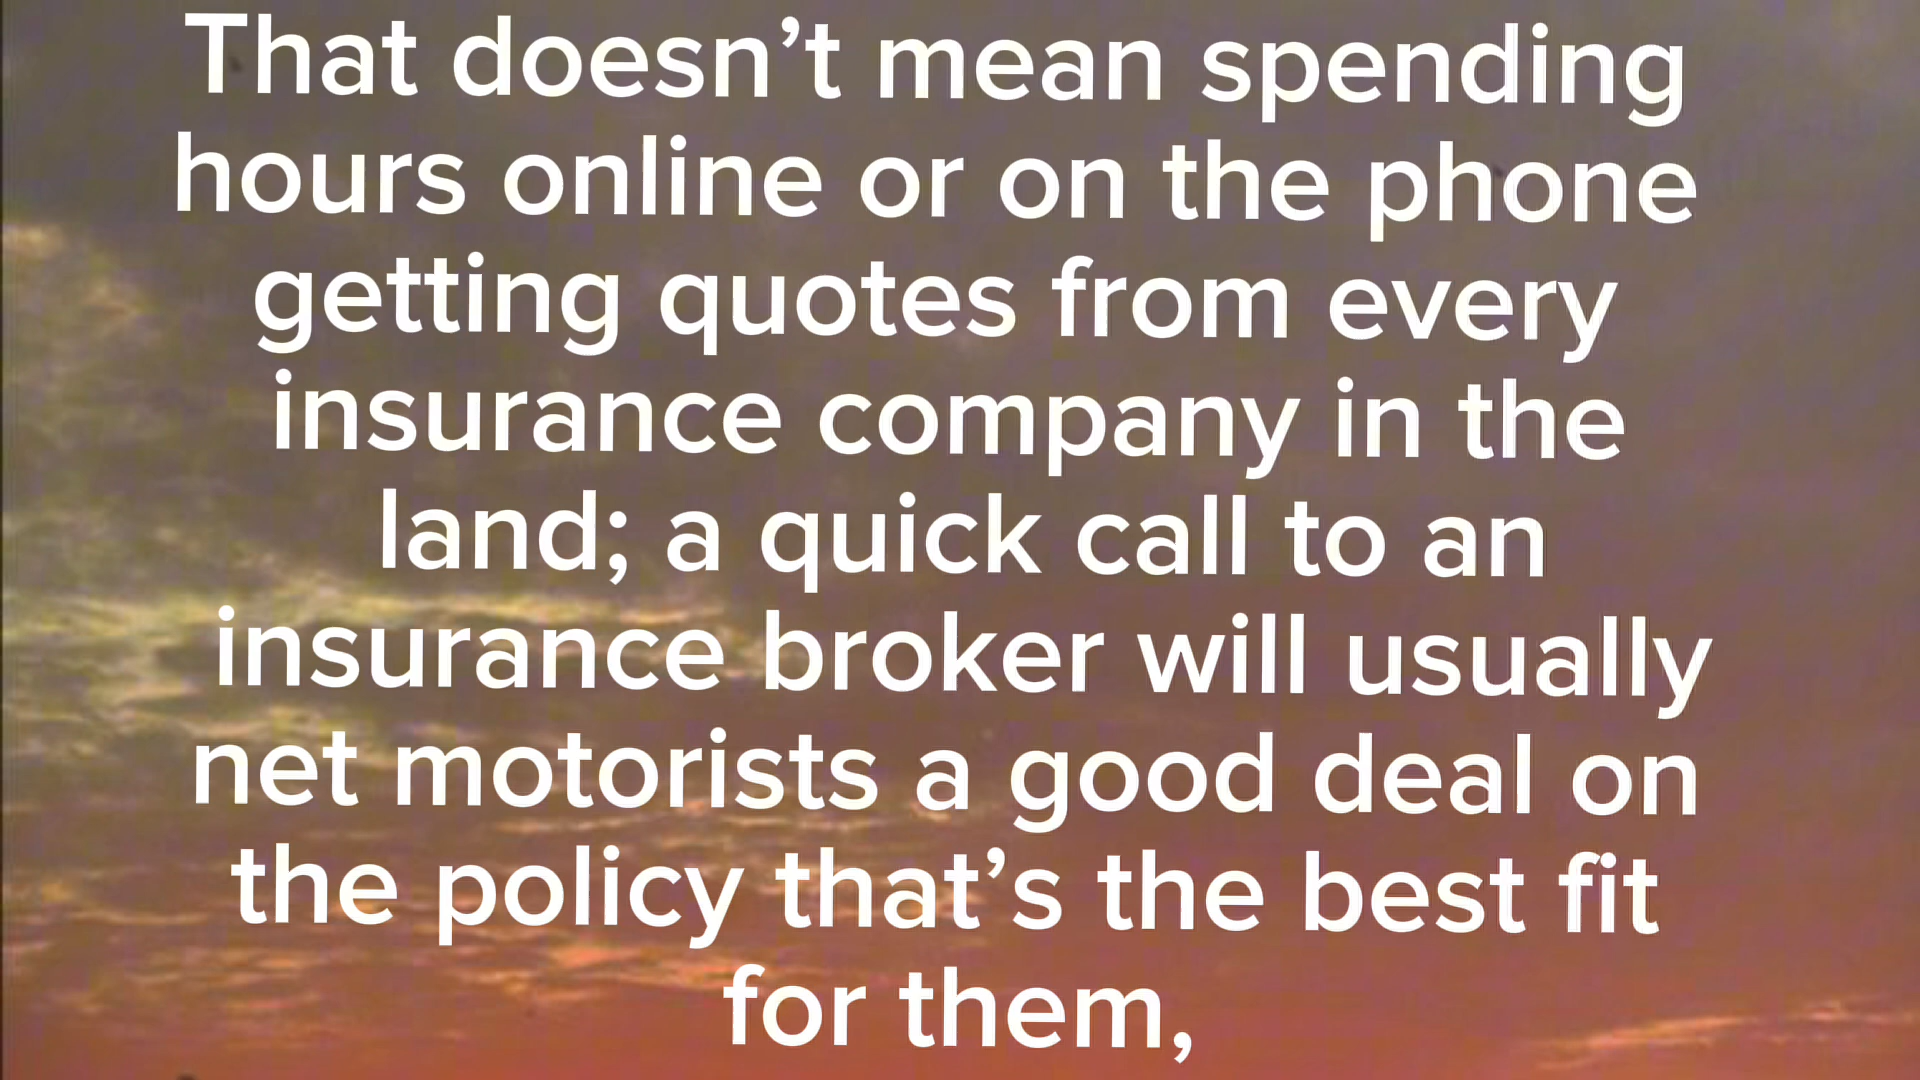 That doesn’t mean spending
hours online or on the phone
getting quotes from every
insurance company in the
land; a quick call to an
insurance broker will usually
net motorists a good deal on
the policy that’s the best fit
for them,